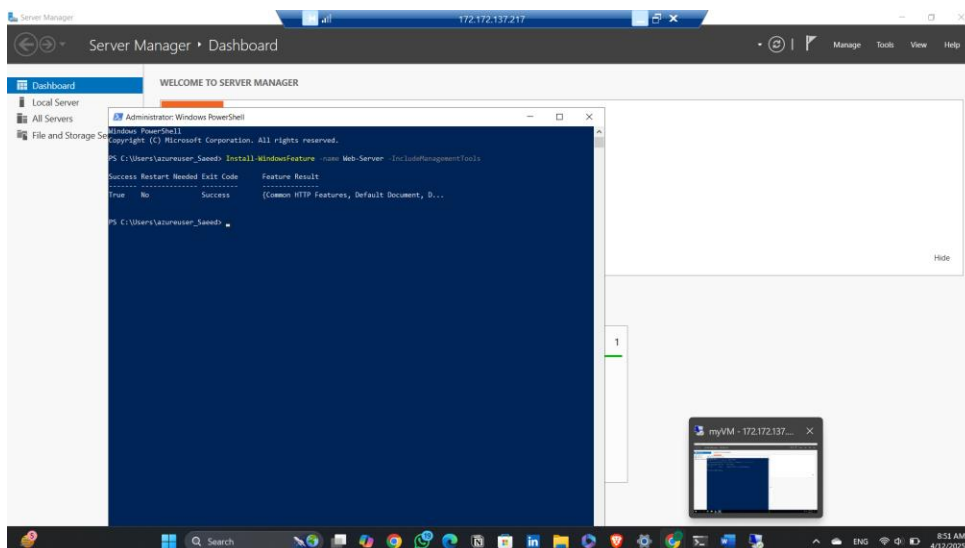 Server Manager
172.172.137.217
Server Manager • Dashboard
Manage Tools View Help
Dashboard
Local Server
All Servers
File and Storage Se
WELCOME TO SERVER MANAGER
Administrator: Windows PowerShell
Windows PowerShell
Copyright (C) Microsoft Corporation. All rights reserved.
PS C:\Users\azureuser_Saeed> Install-WindowsFeature -name Web-Server -IncludeManagementTools
Success Restart Needed Exit Code Feature Result
------- -------------- --------- --------------
True No Success {Common HTTP Features, Default Document, D...
PS C:\Users\azureuser_Saeed>
Hide
1
myVM - 172.172.137....
Search
ENG
8:51 AM
4/12/2025